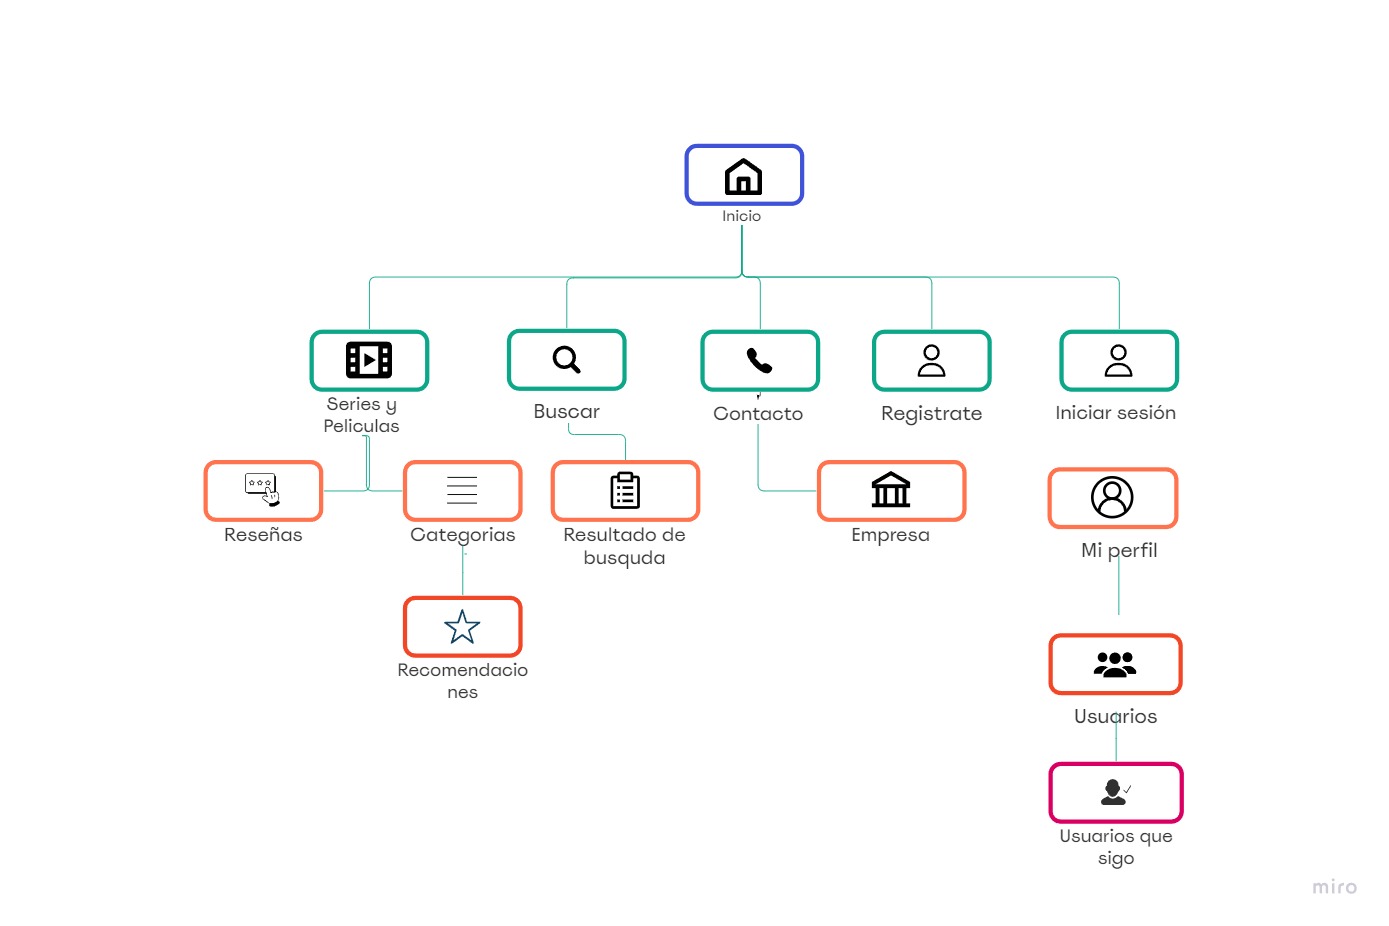 Inicio
Series y
Peliculas
Buscar
Contacto
Registrate
Iniciar sesión
Reseñas
Categorias
Resultado de
busquda
Empresa
Mi perfil
Recomendacio
nes
Usuarios
Usuarios que
sigo
miro